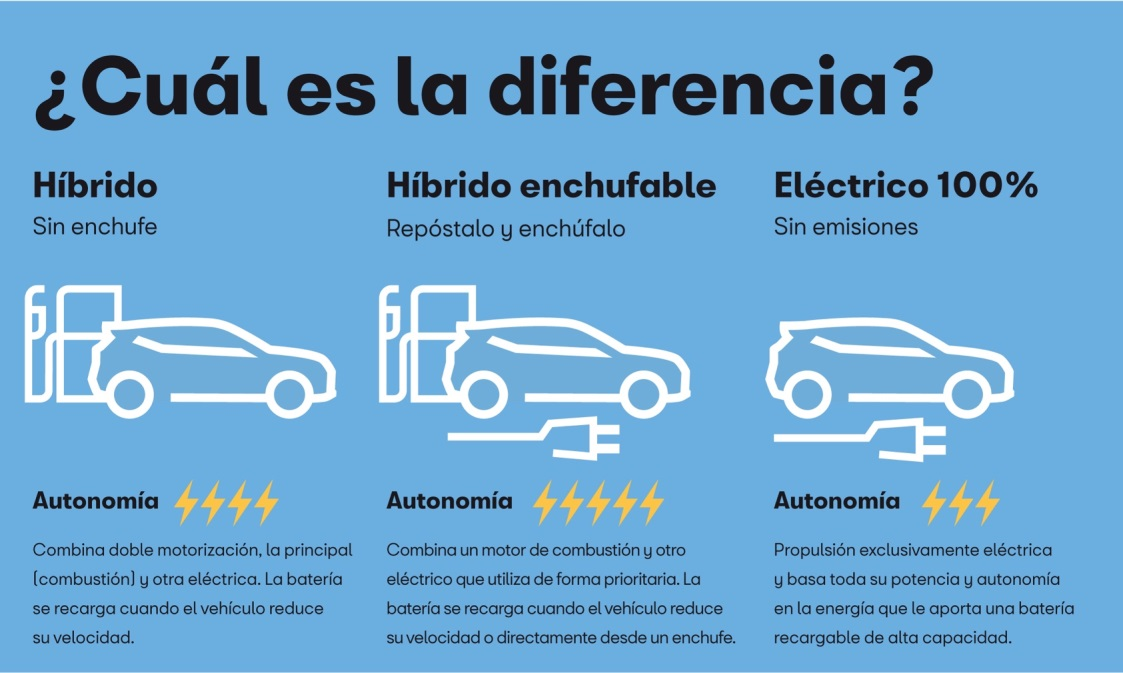 ¿Cuál es la diferencia?
Híbrido
Sin enchufe
Autonomía
Combina doble motorización, la principal
(combustión) y otra eléctrica. La batería
se recarga cuando el vehículo reduce
su velocidad.
Híbrido enchufable
Repóstalo y enchúfalo
Autonomía
Combina un motor de combustión y otro
eléctrico que utiliza de forma prioritaria. La
batería se recarga cuando el vehículo reduce
su velocidad o directamente desde un enchufe.
Eléctrico 100%
Sin emisiones
Autonomía
Propulsión exclusivamente eléctrica
y basa toda su potencia y autonomía
en la energía que le aporta una batería
recargable de alta capacidad.